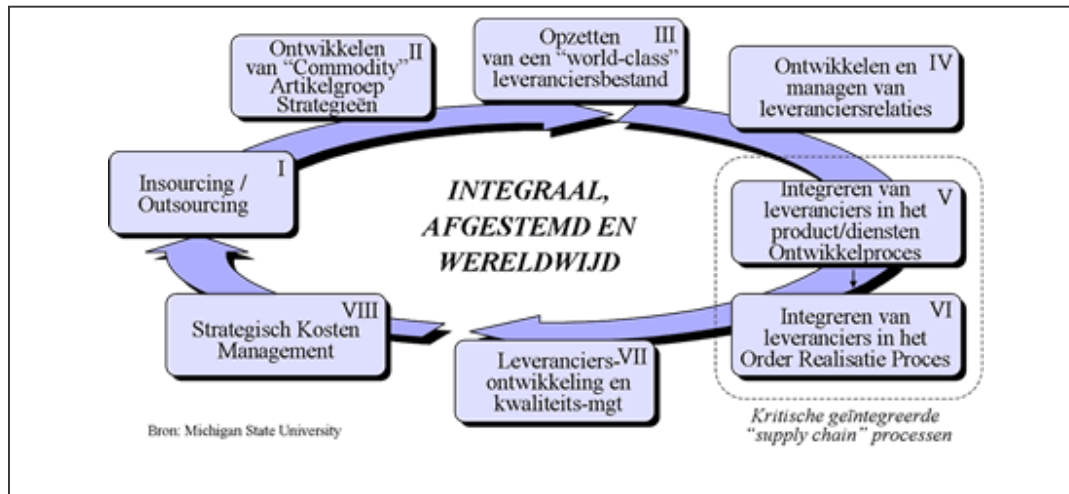 I
Insourcing /
Outsourcing
II
Ontwikkelen
van “Commodity”
Artikelgroep
Strategieën
III
Opzetten
van een “world-class”
leveranciersbestand
IV
Ontwikkelen en
managen van
leveranciersrelaties
V
Integreren van
leveranciers in het
product/diensten
Ontwikkelproces
VI
Integreren van
leveranciers in het
Order Realisatie Proces
Kritische geïntegreerde
“supply chain” processen
VII
Leveranciers-
ontwikkeling en
kwaliteits-mgt
VIII
Strategisch Kosten
Management
INTEGRAAL,
AFGESTEMD EN
WERELDWIJD
Bron: Michigan State University